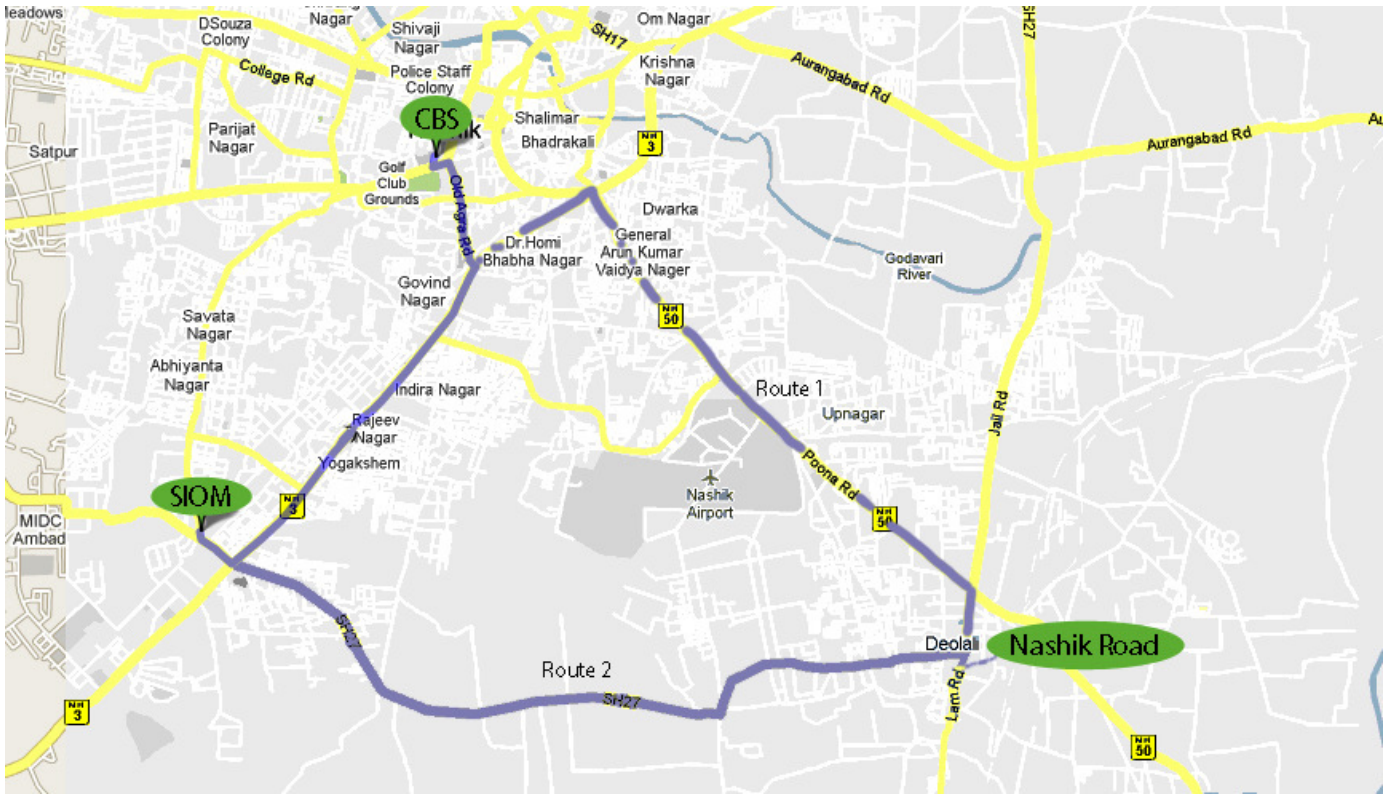 Meadows
DSouza
Colony
Nagar
Shivaji
Nagar
Om Nagar
SH17
SH27
College Rd
Police Staff
Colony
Krishna
Nagar
Aurangabad Rd
CBS
Shalimar
Bhadrakali
NH
3
Parijat
Nagar
Satpur
Aurangabad Rd
Au
Golf
Club
Grounds
Old Agra Rd
Dwarka
General
Arun Kumar
Vaidya Nager
Dr.Homi
Bhabha Nagar
Godavari
River
Govind
Nagar
NH
50
Savata
Nagar
Abhiyanta
Nagar
Indira Nagar
Route 1
Upnagar
Jail Rd
Rajeev
Nagar
Yogakshem
Poona Rd
SIOM
NH
3
Nashik
Airport
NH
50
MIDC
Ambad
SH27
Deolali
Nashik Road
Route 2
SH27
Lam Rd
NH
3
NH
50